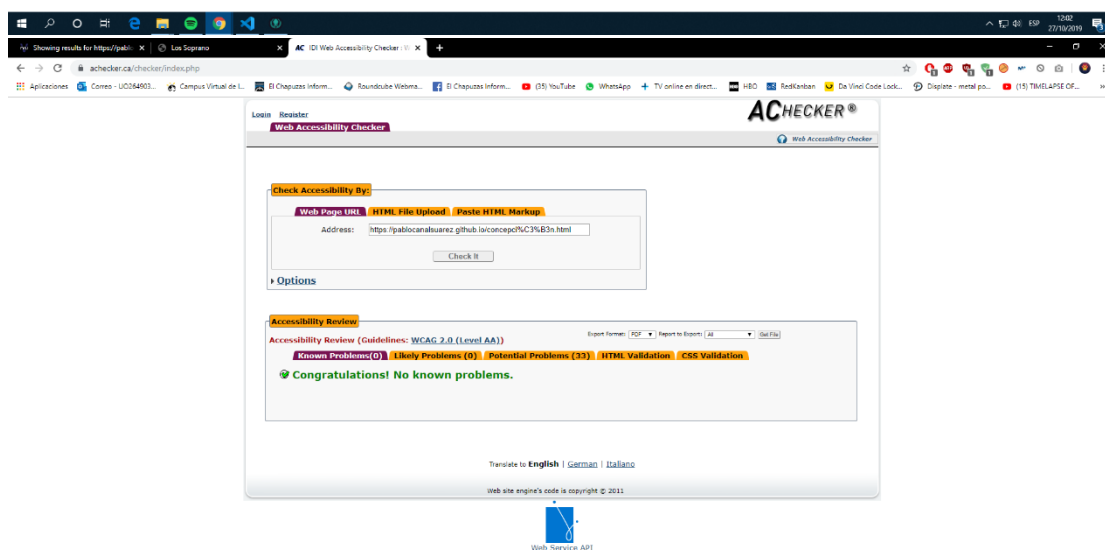 12:02
ESP
27/10/2019
Showing results for https://pablo
Los Soprano
AC IDI Web Accessibility Checker : W
achecker.ca/checker/index.php
Aplicaciones
Correo - UO264903...
Campus Virtual de l...
El Chapuzas Inform...
Roundcube Webma...
El Chapuzas Inform...
(35) YouTube
WhatsApp
TV online en direct...
HBO
RedKanban
Da Vinci Code Lock...
Displate - metal po...
(15) TIMELAPSE OF...
Login Register
ACHECKER ®
Web Accessibility Checker
Web Accessibility Checker
Check Accessibility By:
Web Page URL HTML File Upload Paste HTML Markup
Address: https://pablocanalsuarez.github.io/concepci%C3%B3n.html
Check It
Options
Accessibility Review
Export Format: PDF Report to Export: All Get File
Accessibility Review (Guidelines: WCAG 2.0 (Level AA))
Known Problems(0) Likely Problems (0) Potential Problems (33) HTML Validation CSS Validation
Congratulations! No known problems.
Translate to English | German | Italiano
Web site engine's code is copyright © 2011
Web Service API